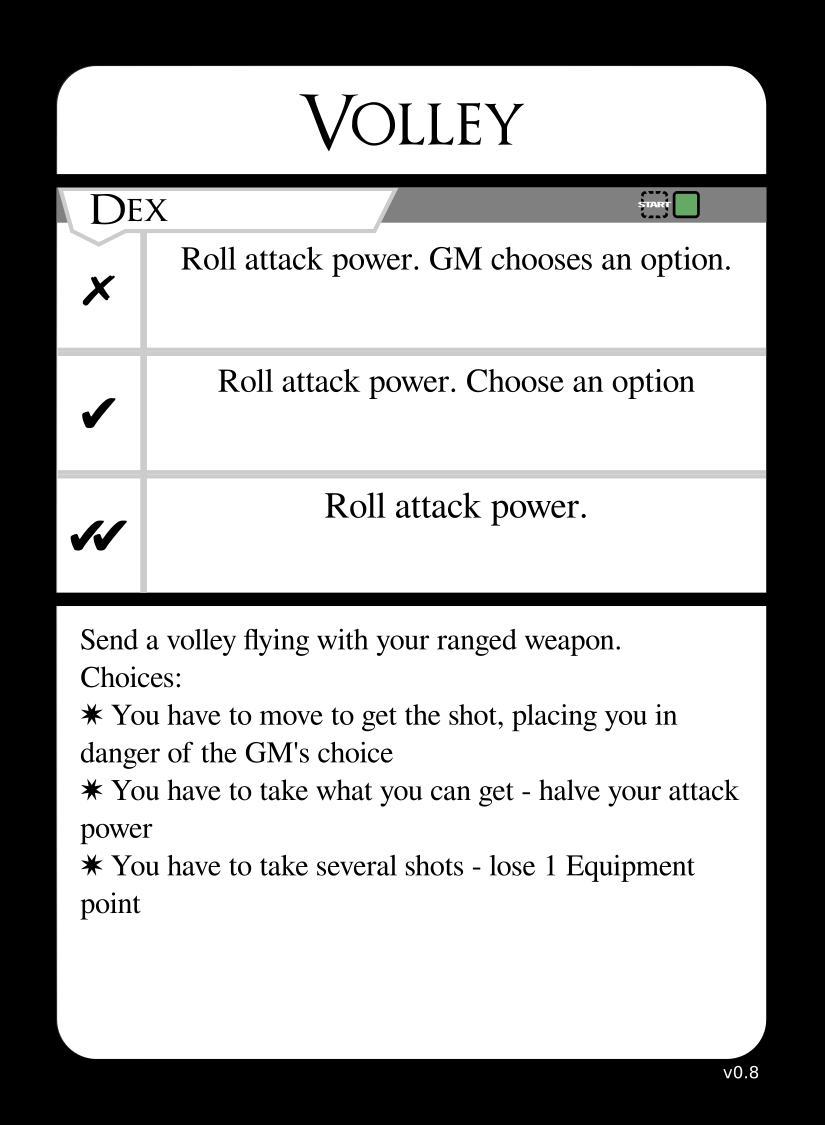 VOLLEY
DEX
START
✗ Roll attack power. GM chooses an option.
✔ Roll attack power. Choose an option
✔✔ Roll attack power.
Send a volley flying with your ranged weapon.
Choices:
✷ You have to move to get the shot, placing you in
danger of the GM's choice
✷ You have to take what you can get - halve your attack
power
✷ You have to take several shots - lose 1 Equipment
point
v0.8